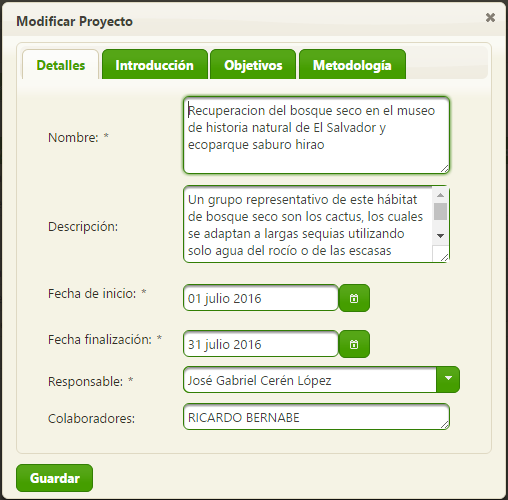 Modificar Proyecto
Detalles Introducción Objetivos Metodología
Nombre: *
Recuperacion del bosque seco en el museo
de historia natural de El Salvador y
ecoparque saburo hirao
Descripción:
Un grupo representativo de este hábitat
de bosque seco son los cactus, los cuales
se adaptan a largas sequias utilizando
solo agua del rocío o de las escasas
Fecha de inicio: * 01 julio 2016
Fecha finalización: * 31 julio 2016
Responsable: * José Gabriel Cerén López
Colaboradores: RICARDO BERNABE
Guardar